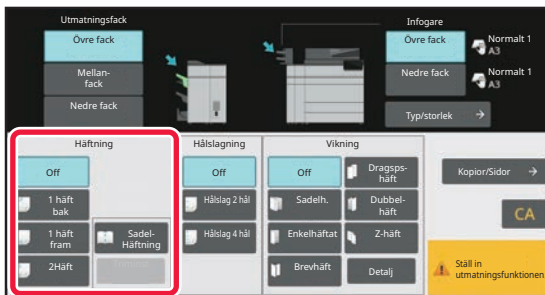 Utmatningsfack
Infogare
Övre fack
Mellan-
fack
Nedre fack
Övre fack
Normalt 1
A3
Nedre fack
Normalt 1
A3
Typ/storlek
Häftning
Off
1 häft
bak
1 häft
fram
Sadel-
Häftning
2Häft
Hålslagning
Off
Hålslag 2 hål
Hålslag 4 hål
Vikning
Off
Dragsps-
häft
Sadelh.
Dubbel-
häft
Enkelhäftat
Z-häft
Brevhäft
Detalj
Kopior/Sidor
CA
Ställ in
utmatningsfunktionen